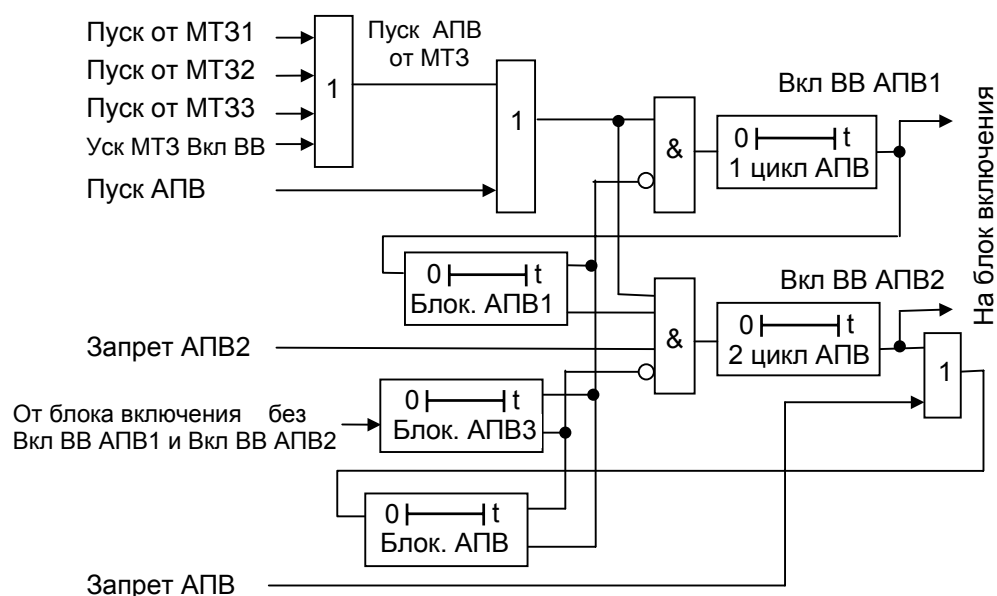 Пуск от МТЗ1
Пуск от МТЗ2
Пуск от МТЗ3
Уск МТЗ Вкл ВВ
Пуск АПВ
1
Пуск АПВ
от МТЗ
1
&
0 t
1 цикл АПВ
Вкл ВВ АПВ1
На блок включения
0 t
Блок. АПВ1
&
0 t
2 цикл АПВ
Вкл ВВ АПВ2
1
Запрет АПВ2
От блока включения без
Вкл ВВ АПВ1 и Вкл ВВ АПВ2
0 t
Блок. АПВ3
0 t
Блок. АПВ
Запрет АПВ